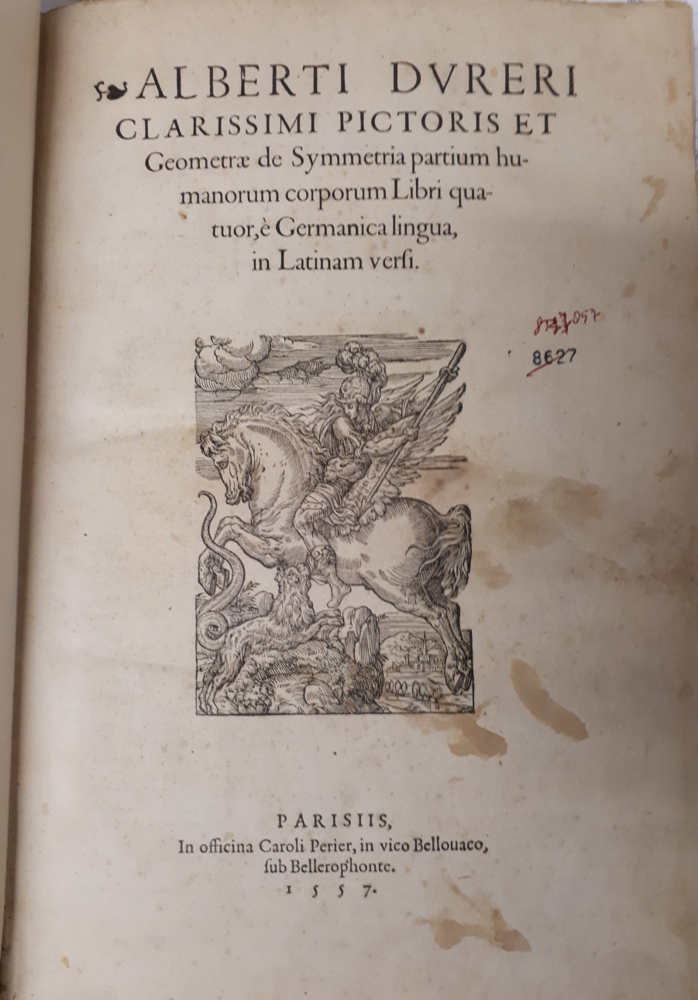 ALBERTI DVRERI
CLARISSIMI PICTORIS ET
Geometræ de Symmetria partium hu-
manorum corporum Libri qua-
tuor, è Germanica lingua,
in Latinam verſi.
8627
PARISIIS,
In officina Caroli Perier, in vico Bellouaco,
ſub Bellerophonte.
1557.